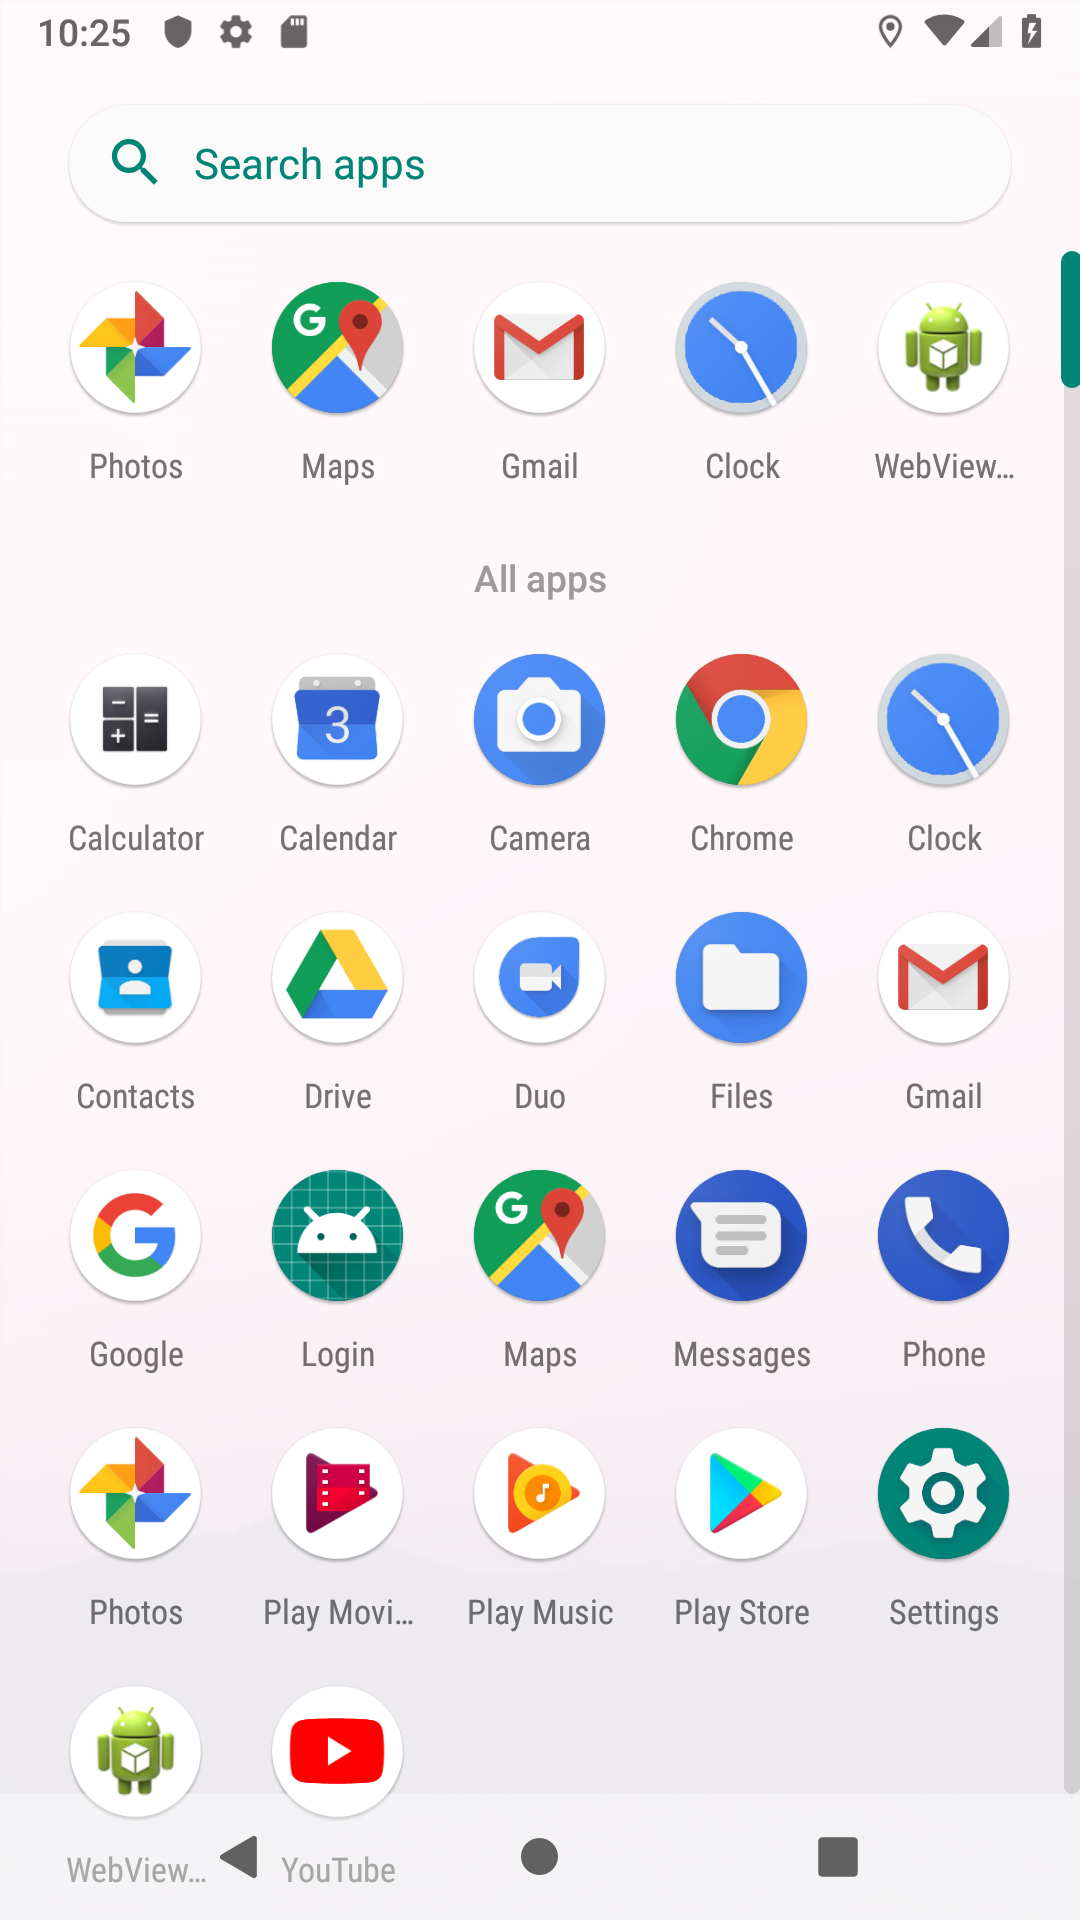 10:25
Search apps
Photos Maps Gmail Clock WebView...
All apps
3
Calculator Calendar Camera Chrome Clock
Contacts Drive Duo Files Gmail
Google Login Maps Messages Phone
Photos Play Movi... Play Music Play Store Settings
WebView... YouTube